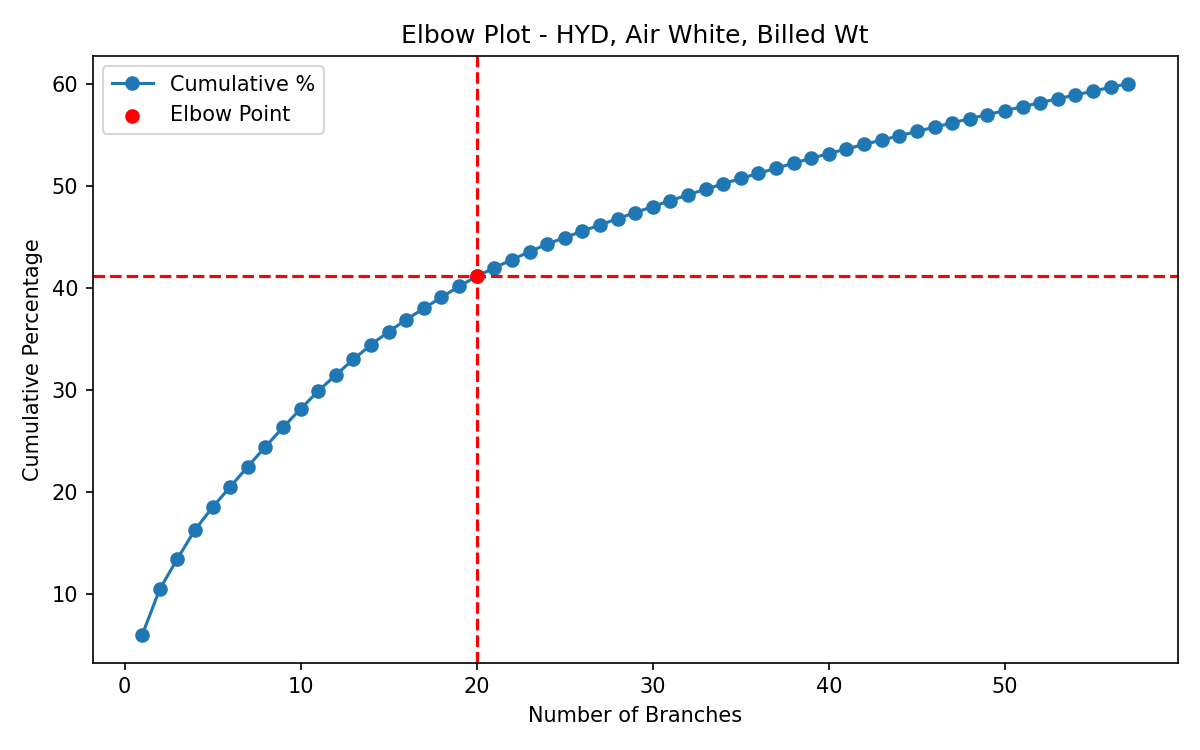 Elbow Plot - HYD, Air White, Billed Wt
Cumulative %
Elbow Point
60
50
40
30
20
10
Cumulative Percentage
0 10 20 30 40 50
Number of Branches